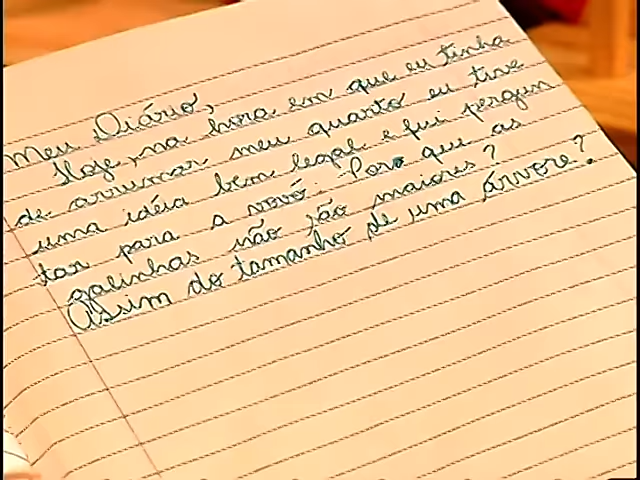 Meu Diário,
Hoje, na hora em que eu tinha
de arrumar meu quarto eu tive
uma idéia bem legal e fui pergun
tar para a vovó: Por que as
galinhas não são maiores?
Assim do tamanho de uma árvore?